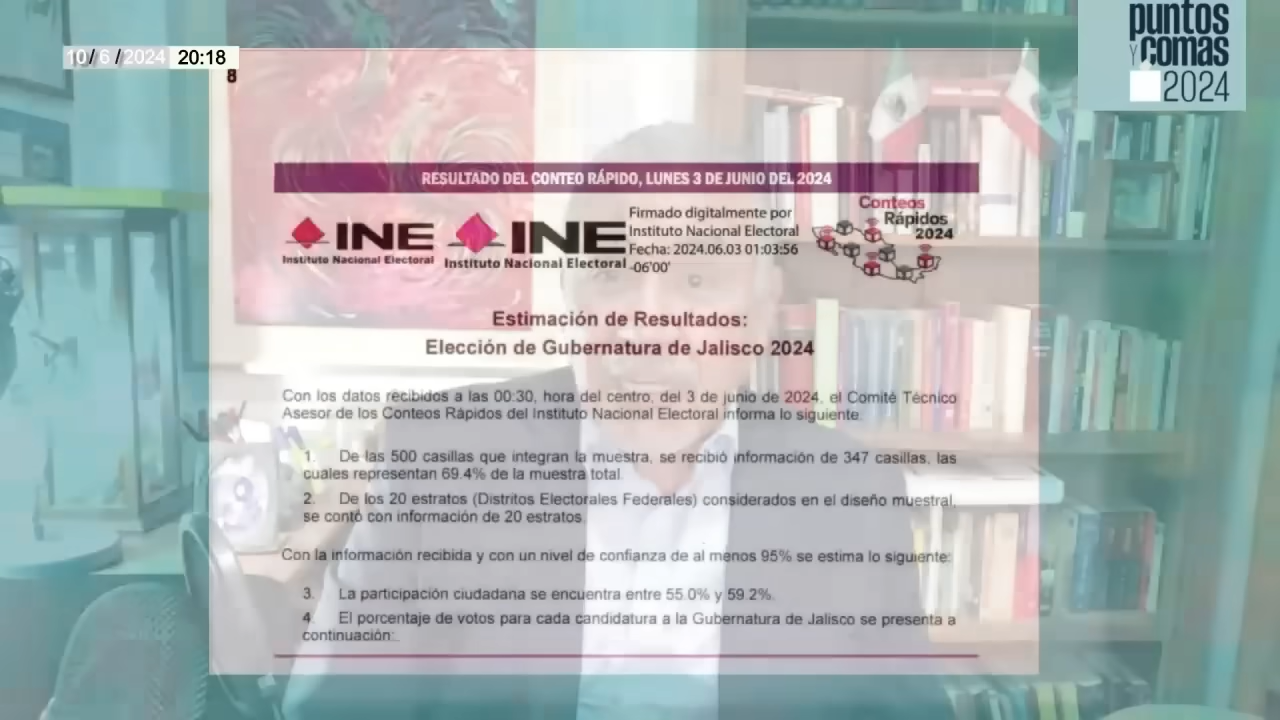 puntos
y comas
2024
10/ 6 /2024 20:18
8
RESULTADO DEL CONTEO RÁPIDO, LUNES 3 DE JUNIO DEL 2024
INE
Instituto Nacional Electoral
INE
Instituto Nacional Electoral
Firmado digitalmente por
Instituto Nacional Electoral
Fecha: 2024.06.03 01:03:56
-06'00'
Conteos
Rápidos
2024
Estimación de Resultados:
Elección de Gubernatura de Jalisco 2024
Con los datos recibidos a las 00:30, hora del centro, del 3 de junio de 2024, el Comité Técnico
Asesor de los Conteos Rápidos del Instituto Nacional Electoral informa lo siguiente:
1. De las 500 casillas que integran la muestra, se recibió información de 347 casillas, las
cuales representan 69.4% de la muestra total.
2. De los 20 estratos (Distritos Electorales Federales) considerados en el diseño muestral,
se contó con información de 20 estratos.
Con la información recibida y con un nivel de confianza de al menos 95% se estima lo siguiente:
3. La participación ciudadana se encuentra entre 55.0% y 59.2%.
4. El porcentaje de votos para cada candidatura a la Gubernatura de Jalisco se presenta a
continuación: